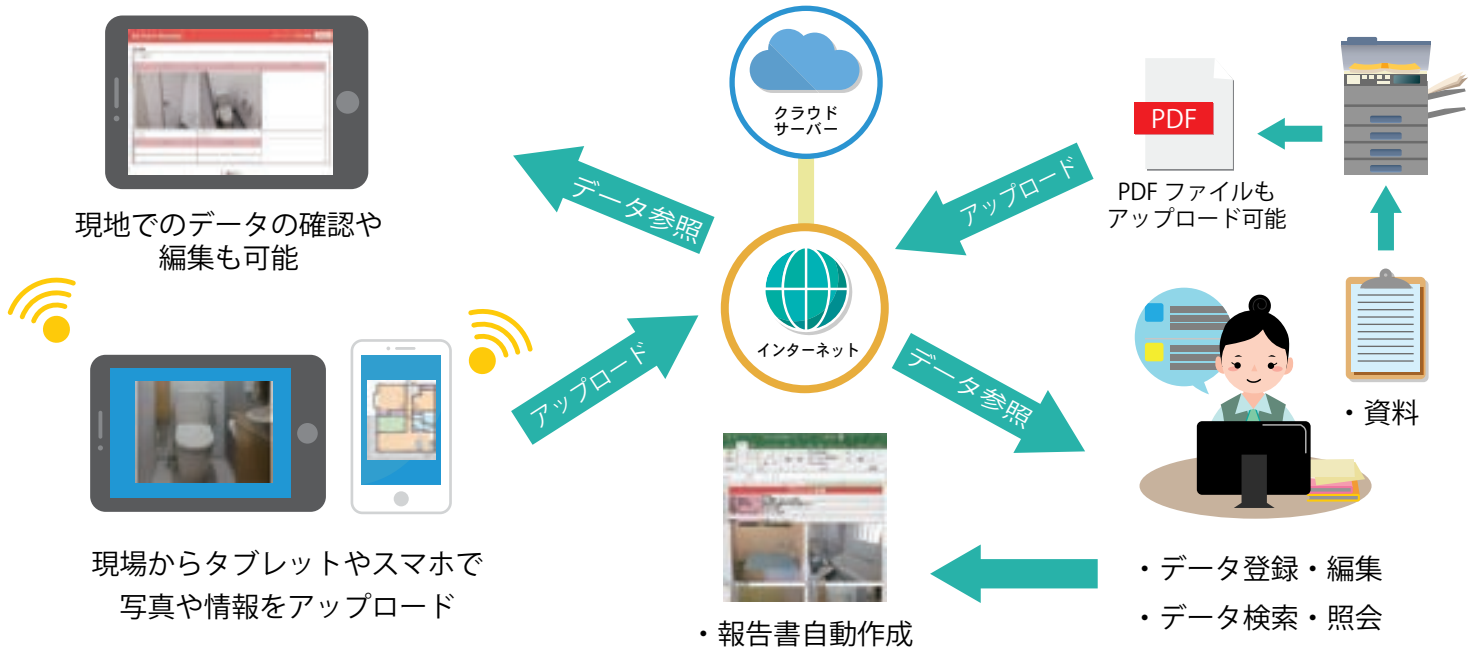 クラウド
サーバー
PDF
PDF ファイルも
アップロード可能
データ参照
アップロード
現地でのデータの確認や
編集も可能
インターネット
アップロード
データ参照
・資料
現場からタブレットやスマホで
写真や情報をアップロード
・データ登録・編集
・データ検索・照会
・報告書自動作成